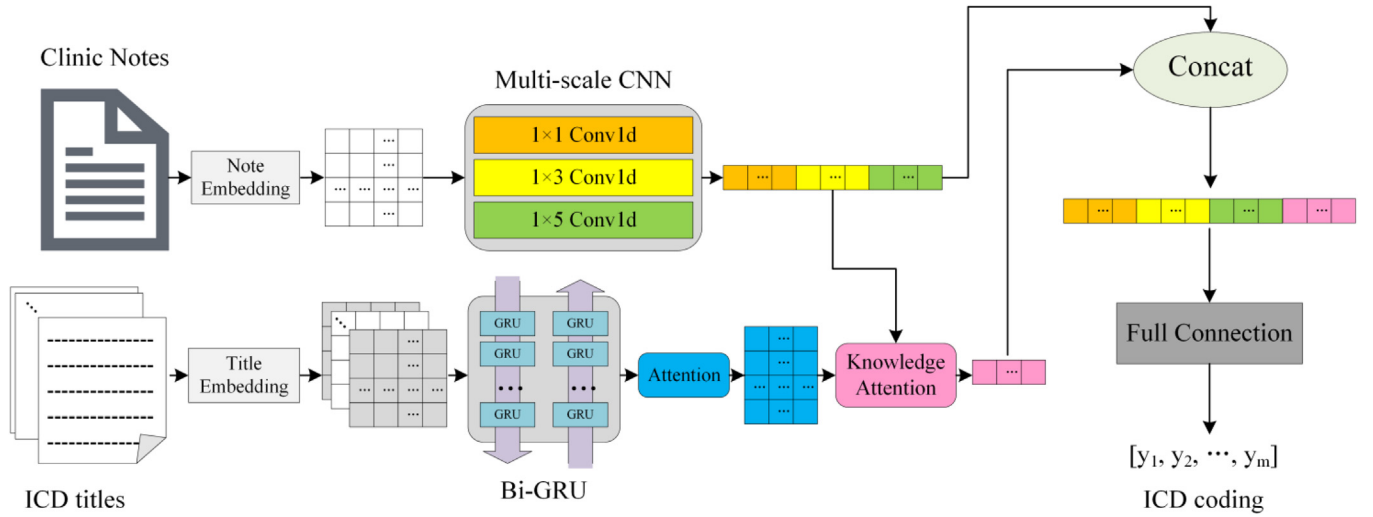 Clinic Notes
Note
Embedding
...
...
... ... ... ...
...
Multi-scale CNN
1×1 Conv1d
1×3 Conv1d
1×5 Conv1d
... ... ...
Concat
... ... ... ...
Full Connection
[y1, y2, ···, ym]
ICD coding
ICD titles
Title
Embedding
...
...
... ... ... ...
...
GRU GRU
GRU GRU
... ...
GRU GRU
Bi-GRU
Attention
...
...
... ... ... ...
...
Knowledge
Attention
...